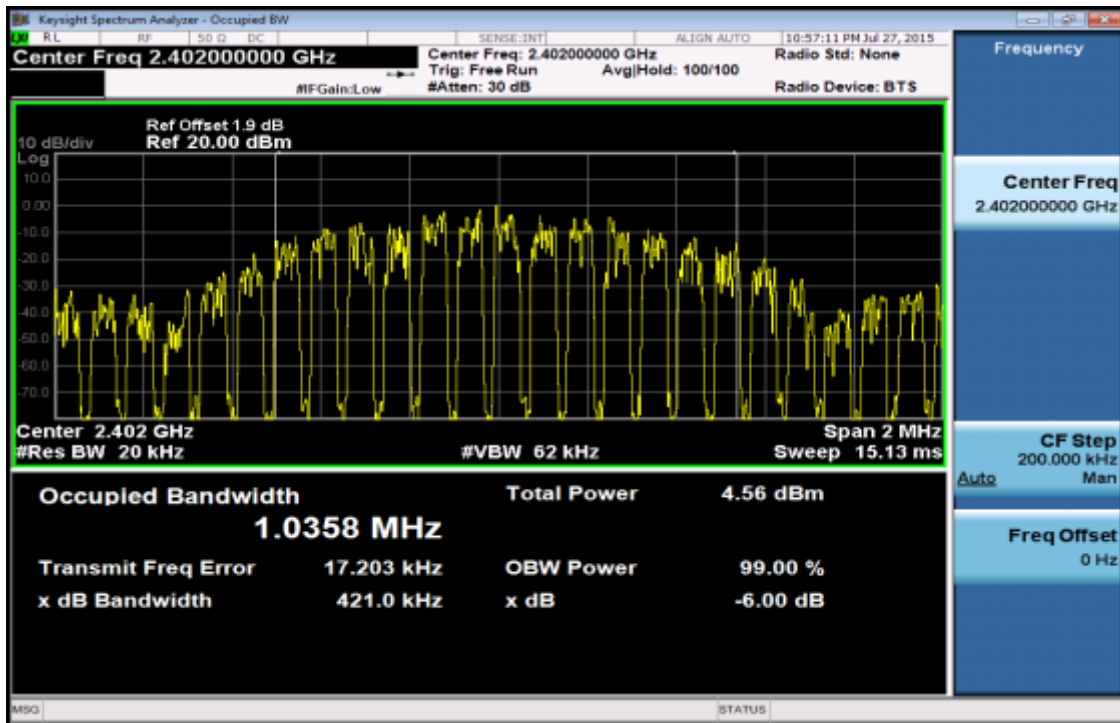 Keysight Spectrum Analyzer - Occupied BW
RL RF 50 Ω DC SENSE:INT ALIGN AUTO 10:57:11 PM Jul 27, 2015
Center Freq 2.402000000 GHz
Center Freq: 2.402000000 GHz
Radio Std: None
Trig: Free Run
Avg|Hold: 100/100
#IFGain:Low
#Atten: 30 dB
Radio Device: BTS
Ref Offset 1.9 dB
10 dB/div
Ref 20.00 dBm
Log
10.0
0.00
-10.0
-20.0
-30.0
-40.0
-50.0
-60.0
-70.0
Center 2.402 GHz
Span 2 MHz
#Res BW 20 kHz
#VBW 62 kHz
Sweep 15.13 ms
Occupied Bandwidth
Total Power 4.56 dBm
1.0358 MHz
Transmit Freq Error 17.203 kHz
OBW Power 99.00 %
x dB Bandwidth 421.0 kHz
x dB -6.00 dB
Frequency
Center Freq
2.402000000 GHz
CF Step
200.000 kHz
Auto Man
Freq Offset
0 Hz
MSG
STATUS